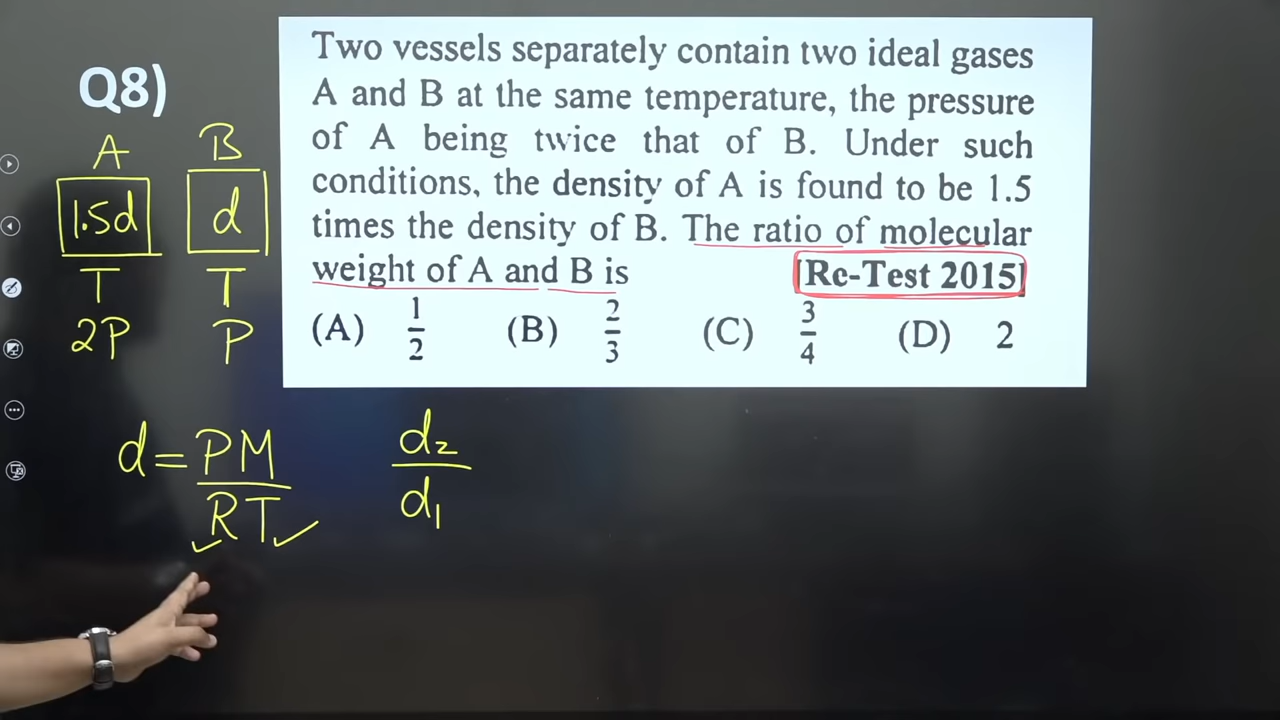 Q8)
Two vessels separately contain two ideal gases
A and B at the same temperature, the pressure
of A being twice that of B. Under such
conditions, the density of A is found to be 1.5
times the density of B. The ratio of molecular
weight of A and B is [Re-Test 2015]
(A) 1/2 (B) 2/3 (C) 3/4 (D) 2
A B
1.5d d
T T
2P P
d = PM/RT d₂/d₁